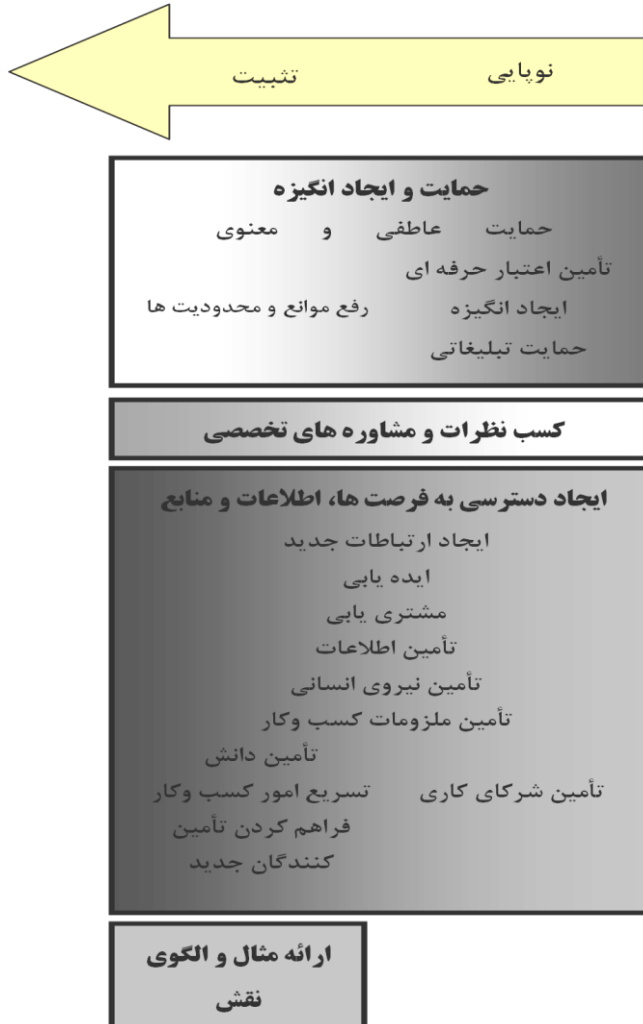 نوپایی تثبیت
حمایت و ایجاد انگیزه
حمایت عاطفی و معنوی
تأمین اعتبار حرفه ای
ایجاد انگیزه رفع موانع و محدودیت ها
حمایت تبلیغاتی
کسب نظرات و مشاوره های تخصصی
ایجاد دسترسی به فرصت ها، اطلاعات و منابع
ایجاد ارتباطات جدید
ایده یابی
مشتری یابی
تأمین اطلاعات
تأمین نیروی انسانی
تأمین ملزومات کسب وکار
تأمین دانش
تأمین شرکای کاری تسریع امور کسب وکار
فراهم کردن تأمین
کنندگان جدید
ارائه مثال و الگوی
نقش